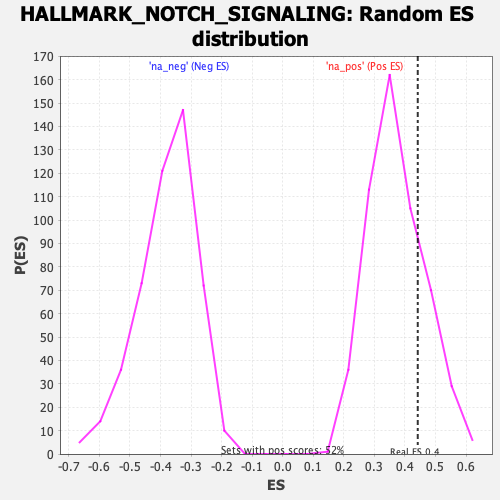 HALLMARK_NOTCH_SIGNALING: Random ES
distribution
'na_neg' (Neg ES) 'na_pos' (Pos ES)
170
160
150
140
130
120
110
100
90
80
70
60
50
40
30
20
10
0
P(ES)
Sets with pos scores: 52%
Real ES 0.4
-0.7 -0.6 -0.5 -0.4 -0.3 -0.2 -0.1 0.0 0.1 0.2 0.3 0.4 0.5 0.6
ES